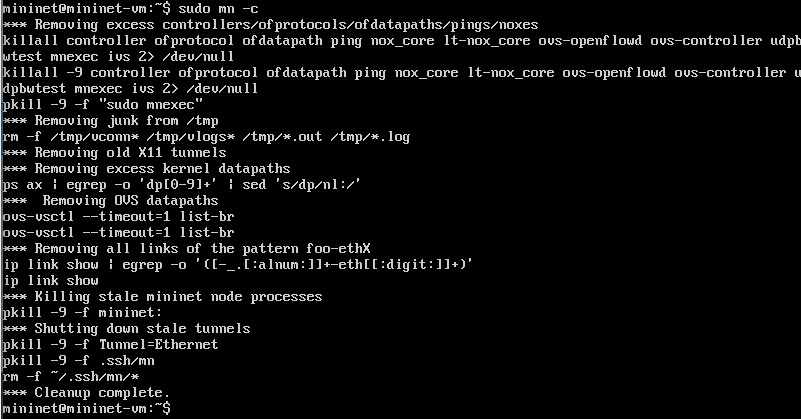 mininet@mininet-vm:~$ sudo mn -c
*** Removing excess controllers/ofprotocols/ofdatapaths/pings/noxes
killall controller ofprotocol ofdatapath ping nox_core lt-nox_core ovs-openflowd ovs-controller udpb
wtest mnexec ivs 2> /dev/null
killall -9 controller ofprotocol ofdatapath ping nox_core lt-nox_core ovs-openflowd ovs-controller u
dpbwtest mnexec ivs 2> /dev/null
pkill -9 -f "sudo mnexec"
*** Removing junk from /tmp
rm -f /tmp/vconn* /tmp/vlogs* /tmp/*.out /tmp/*.log
*** Removing old X11 tunnels
*** Removing excess kernel datapaths
ps ax | egrep -o 'dp[0-9]+' | sed 's/dp/nl:/'
***  Removing OVS datapaths
ovs-vsctl --timeout=1 list-br
ovs-vsctl --timeout=1 list-br
*** Removing all links of the pattern foo-ethX
ip link show | egrep -o '([-_.[:alnum:]]+-eth[[:digit:]]+)'
ip link show
*** Killing stale mininet node processes
pkill -9 -f mininet:
*** Shutting down stale tunnels
pkill -9 -f Tunnel=Ethernet
pkill -9 -f .ssh/mn
rm -f ~/.ssh/mn/*
*** Cleanup complete.
mininet@mininet-vm:~$